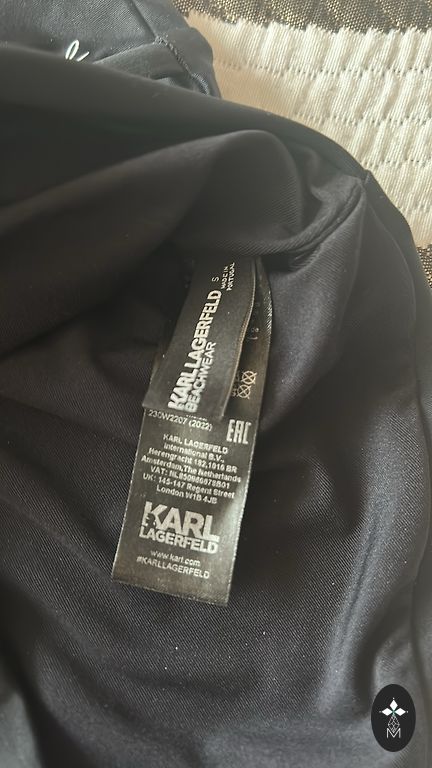 KARL LAGERFELD S
BEACHWEAR
MADE IN
PORTUGAL
230W2207 (2022)
EAC
KARL LAGERFELD
International B.V.,
Herengracht 182,1016 BR
Amsterdam,The Netherlands
VAT: NL850960678B01
UK: 145-147 Regent Street
London W1B 4JB
KARL
LAGERFELD
www.karl.com
#KARLLAGERFELD
M